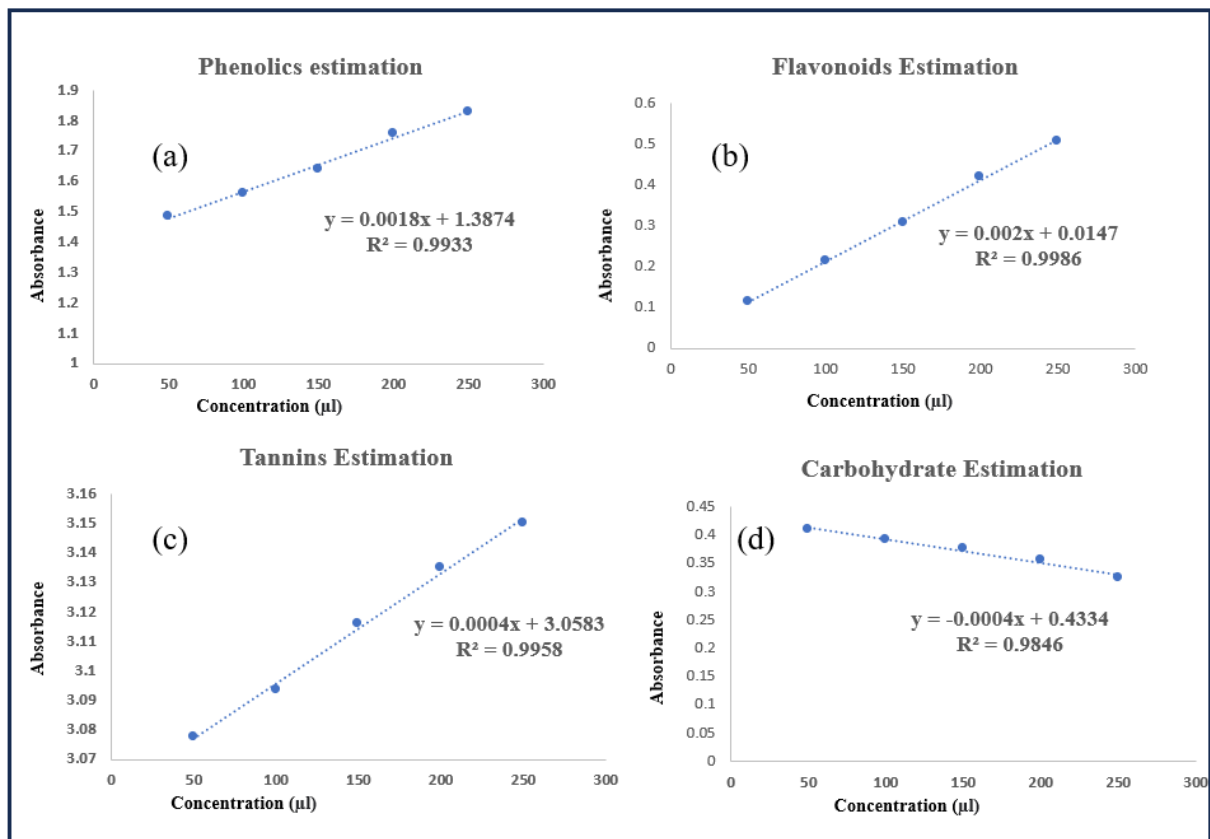 Phenolics estimation
1.9
1.8
1.7
1.6
1.5
1.4
1.3
1.2
1.1
1
(a)
y = 0.0018x + 1.3874
R² = 0.9933
Absorbance
0 50 100 150 200 250 300
Concentration (µl)
Flavonoids Estimation
0.6
0.5
0.4
0.3
0.2
0.1
0
(b)
y = 0.002x + 0.0147
R² = 0.9986
Absorbance
0 50 100 150 200 250 300
Concentration (µl)
Tannins Estimation
3.16
3.15
3.14
3.13
3.12
3.11
3.1
3.09
3.08
3.07
(c)
y = 0.0004x + 3.0583
R² = 0.9958
Absorbance
0 50 100 150 200 250 300
Concentration (µl)
Carbohydrate Estimation
0.45
0.4
0.35
0.3
0.25
0.2
0.15
0.1
0.05
0
(d)
y = -0.0004x + 0.4334
R² = 0.9846
Absorbance
0 50 100 150 200 250 300
Concentration (µl)